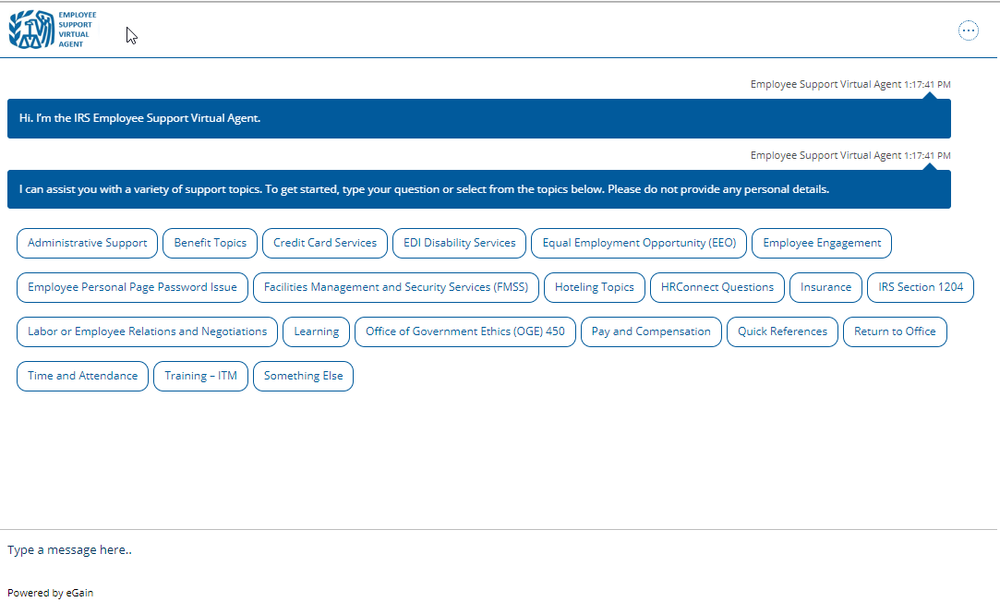 EMPLOYEE
SUPPORT
VIRTUAL
AGENT
Employee Support Virtual Agent 1:17:41 PM
Hi. I'm the IRS Employee Support Virtual Agent.
Employee Support Virtual Agent 1:17:41 PM
I can assist you with a variety of support topics. To get started, type your question or select from the topics below. Please do not provide any personal details.
Administrative Support Benefit Topics Credit Card Services EDI Disability Services Equal Employment Opportunity (EEO) Employee Engagement
Employee Personal Page Password Issue Facilities Management and Security Services (FMSS) Hoteling Topics HRConnect Questions Insurance IRS Section 1204
Labor or Employee Relations and Negotiations Learning Office of Government Ethics (OGE) 450 Pay and Compensation Quick References Return to Office
Time and Attendance Training – ITM Something Else
Type a message here..
Powered by eGain